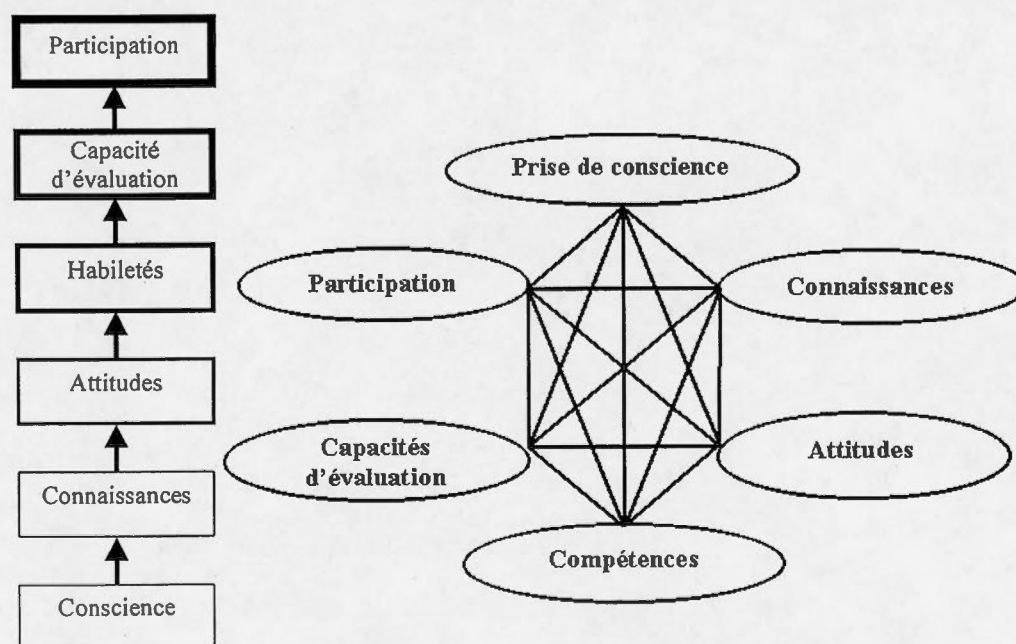 Participation
Capacité
d'évaluation
Habiletés
Attitudes
Connaissances
Conscience
Prise de conscience
Participation
Connaissances
Capacités
d'évaluation
Attitudes
Compétences